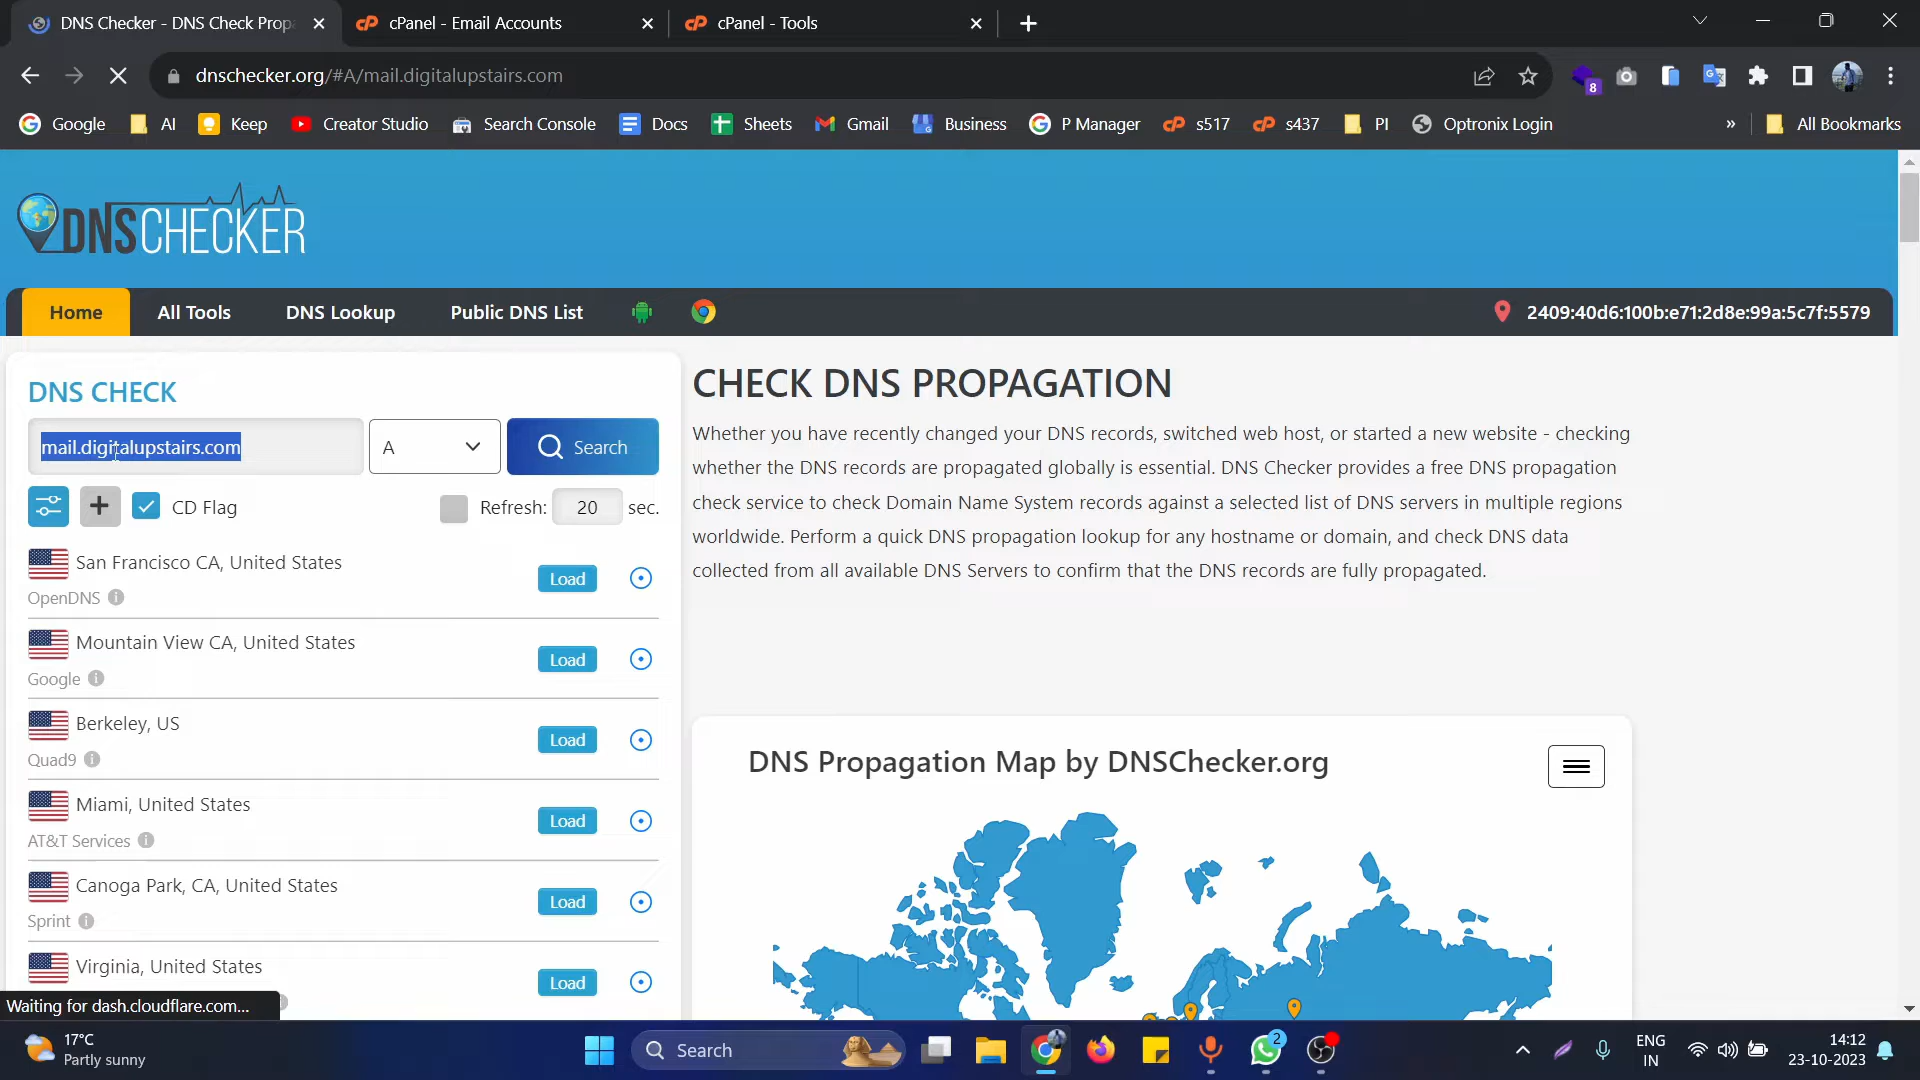 DNS Checker - DNS Check Prop
cPanel - Email Accounts
cPanel - Tools
dnschecker.org/#A/mail.digitalupstairs.com
8
Google
AI
Keep
Creator Studio
Search Console
Docs
Sheets
Gmail
Business
P Manager
s517
s437
PI
Optronix Login
»
All Bookmarks
DNSCHECKER
Home
All Tools
DNS Lookup
Public DNS List
2409:40d6:100b:e71:2d8e:99a:5c7f:5579
DNS CHECK
mail.digitalupstairs.com
A
Search
CD Flag
Refresh: 20 sec.
San Francisco CA, United States
Load
OpenDNS
Mountain View CA, United States
Load
Google
Berkeley, US
Load
Quad9
Miami, United States
Load
AT&T Services
Canoga Park, CA, United States
Load
Sprint
Virginia, United States
Load
CHECK DNS PROPAGATION
Whether you have recently changed your DNS records, switched web host, or started a new website - checking
whether the DNS records are propagated globally is essential. DNS Checker provides a free DNS propagation
check service to check Domain Name System records against a selected list of DNS servers in multiple regions
worldwide. Perform a quick DNS propagation lookup for any hostname or domain, and check DNS data
collected from all available DNS Servers to confirm that the DNS records are fully propagated.
DNS Propagation Map by DNSChecker.org
Waiting for dash.cloudflare.com...
17°C
Partly sunny
Search
2
ENG
IN
14:12
23-10-2023